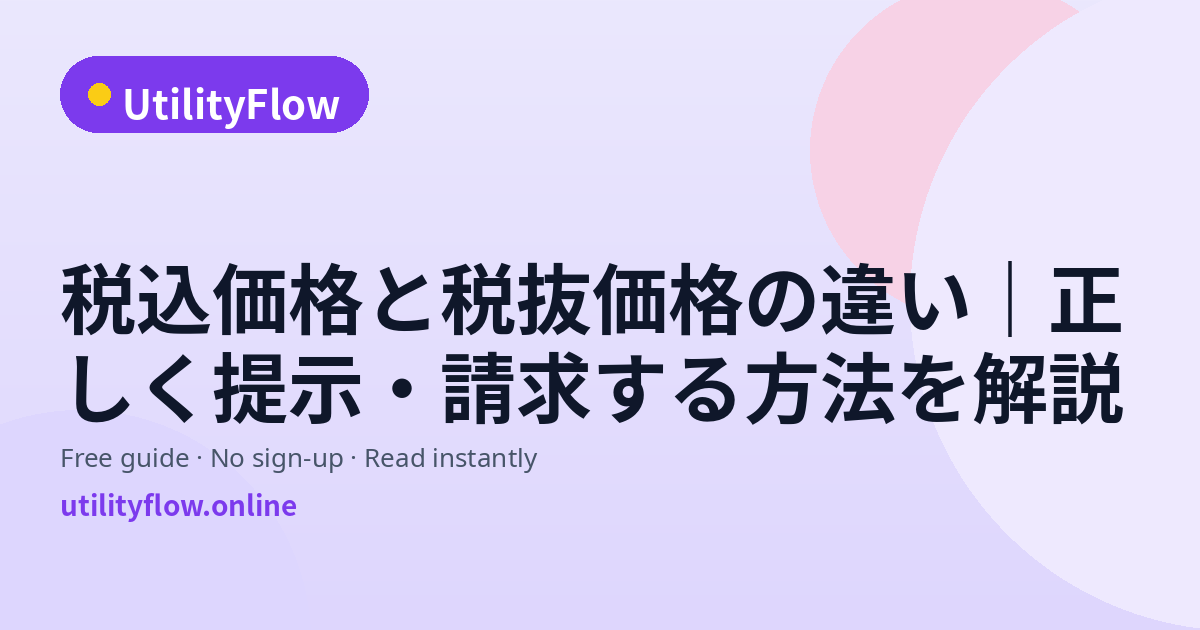 UtilityFlow
税込価格と税抜価格の違い｜正
しく提示・請求する方法を解説
Free guide · No sign-up · Read instantly
utilityflow.online